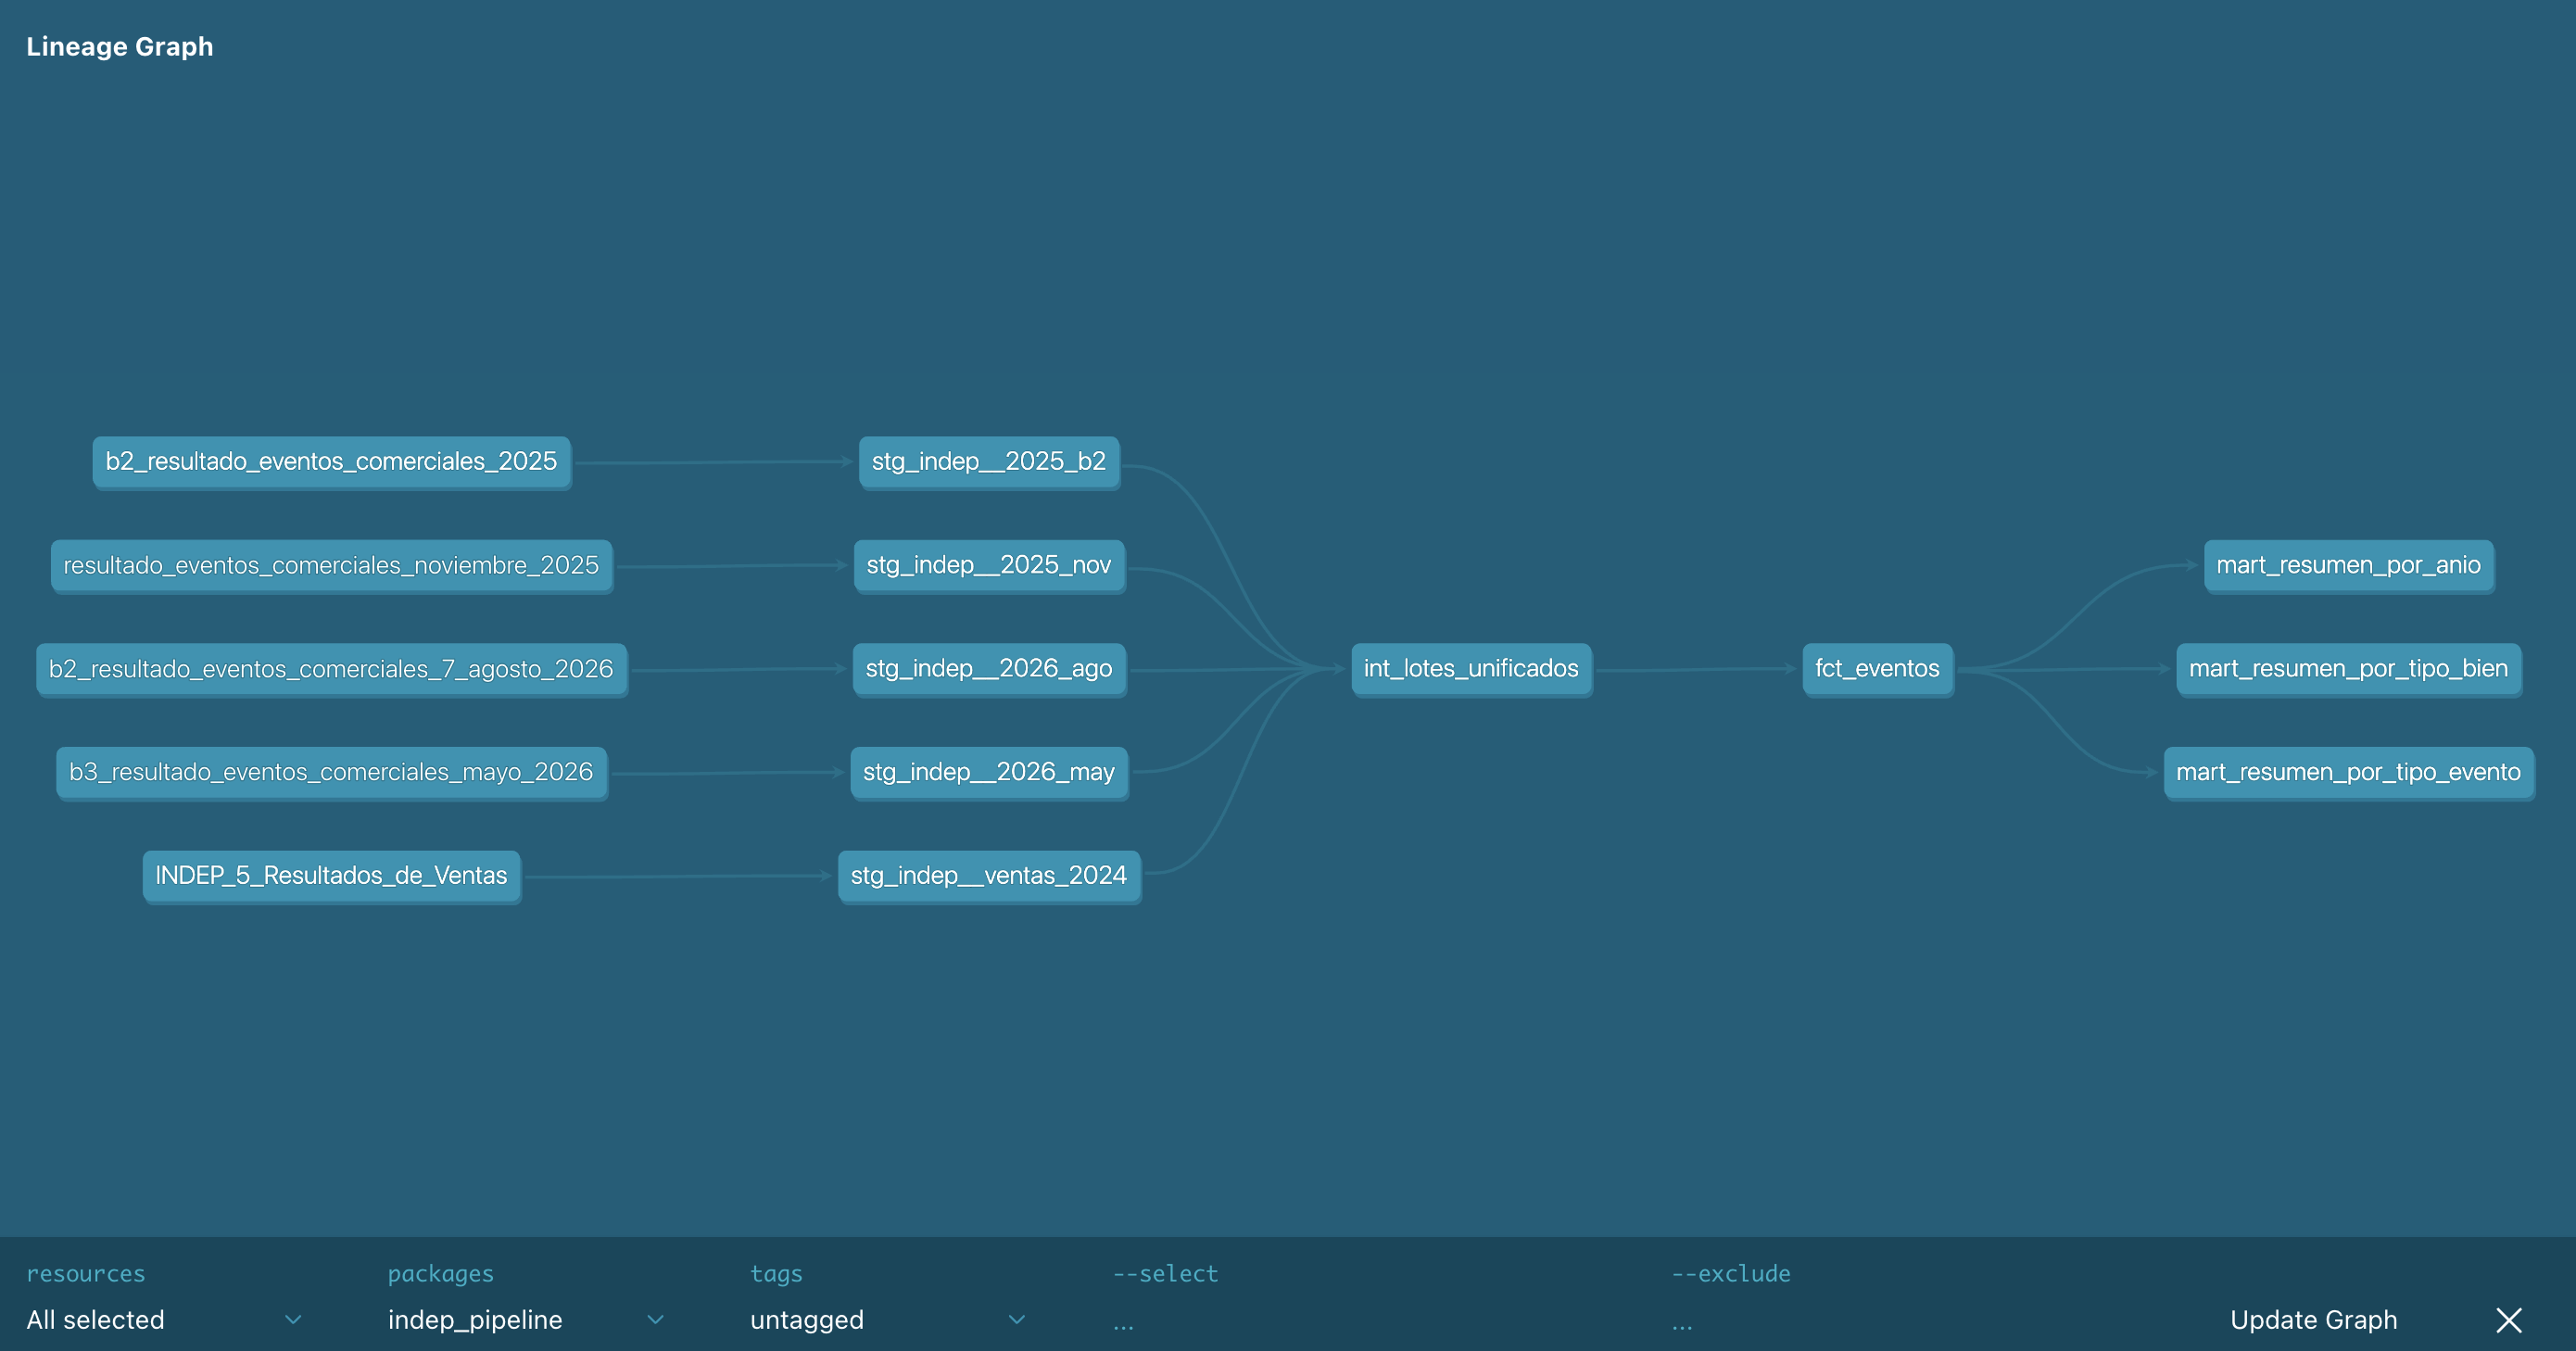 Lineage Graph
b2_resultado_eventos_comerciales_2025
stg_indep__2025_b2
resultado_eventos_comerciales_noviembre_2025
stg_indep__2025_nov
mart_resumen_por_anio
b2_resultado_eventos_comerciales_7_agosto_2026
stg_indep__2026_ago
int_lotes_unificados
fct_eventos
mart_resumen_por_tipo_bien
b3_resultado_eventos_comerciales_mayo_2026
stg_indep__2026_may
mart_resumen_por_tipo_evento
INDEP_5_Resultados_de_Ventas
stg_indep__ventas_2024
resources
packages
tags
--select
--exclude
All selected
indep_pipeline
untagged
...
...
Update Graph